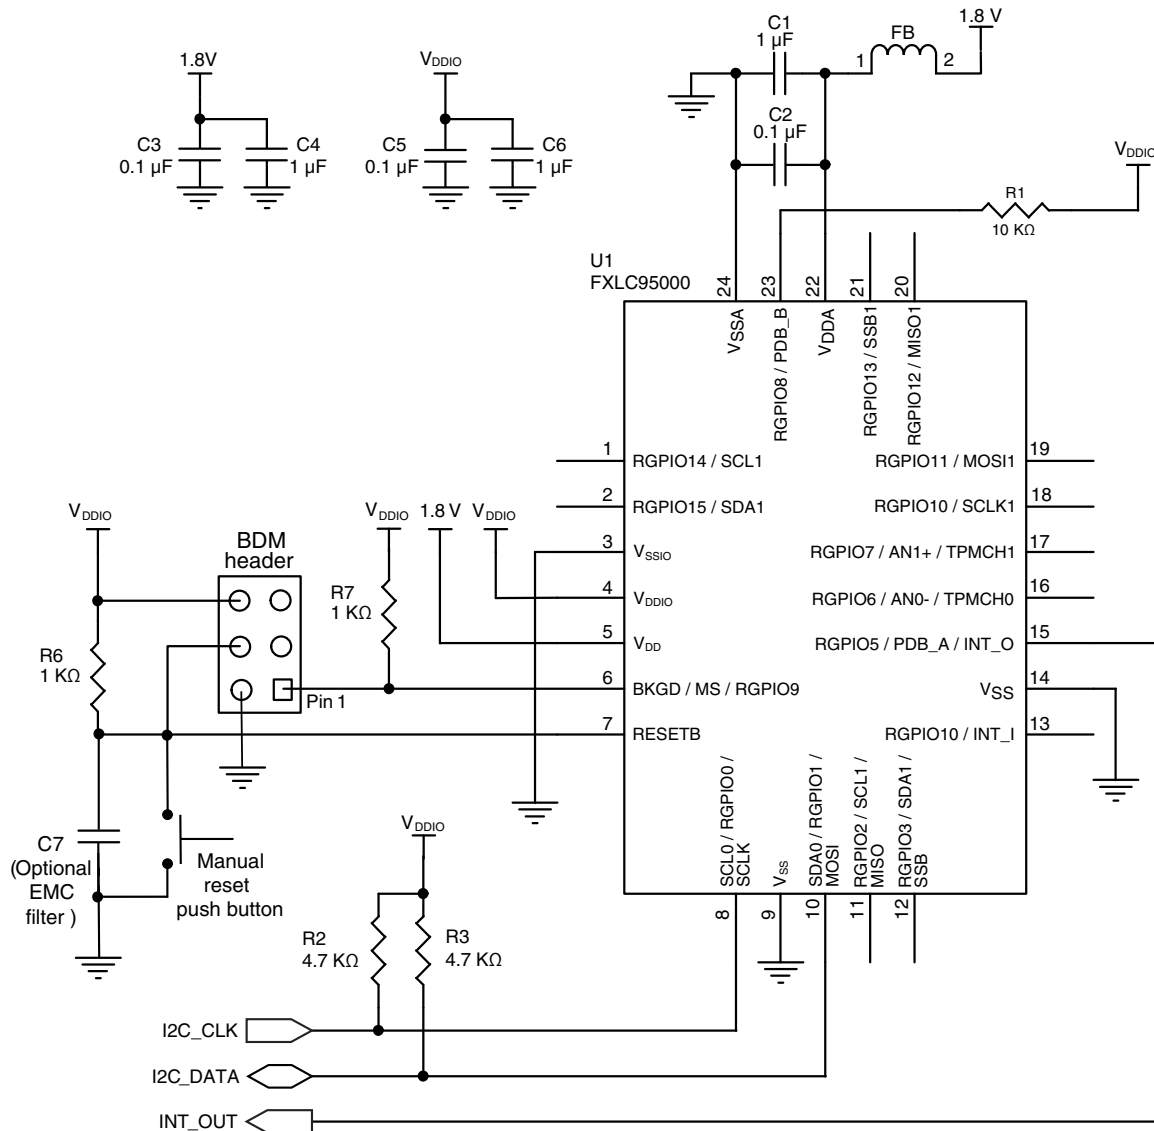 1.8V
C3
0.1 µF
C4
1 µF
VDDIO
C5
0.1 µF
C6
1 µF
C1
1 µF
C2
0.1 µF
1
FB
2
1.8 V
VDDIO
R1
10 KΩ
U1
FXLC95000
24
23
22
21
20
VSSA
RGPIO8 / PDB_B
VDDA
RGPIO13 / SSB1
RGPIO12 / MISO1
1
RGPIO14 / SCL1
2
RGPIO15 / SDA1
3
VSSIO
4
VDDIO
5
VDD
6
BKGD / MS / RGPIO9
7
RESETB
RGPIO11 / MOSI1
19
RGPIO10 / SCLK1
18
RGPIO7 / AN1+ / TPMCH1
17
RGPIO6 / AN0- / TPMCH0
16
RGPIO5 / PDB_A / INT_O
15
VSS
14
RGPIO10 / INT_I
13
SCL0 / RGPIO0 /
SCLK
VSS
SDA0 / RGPIO1 /
MOSI
RGPIO2 / SCL1 /
MISO
RGPIO3 / SDA1 /
SSB
8
9
10
11
12
VDDIO
BDM
header
Pin 1
R6
1 KΩ
VDDIO
1.8 V
VDDIO
R7
1 KΩ
C7
(Optional
EMC
filter )
Manual
reset
push button
VDDIO
R2
4.7 KΩ
R3
4.7 KΩ
I2C_CLK
I2C_DATA
INT_OUT